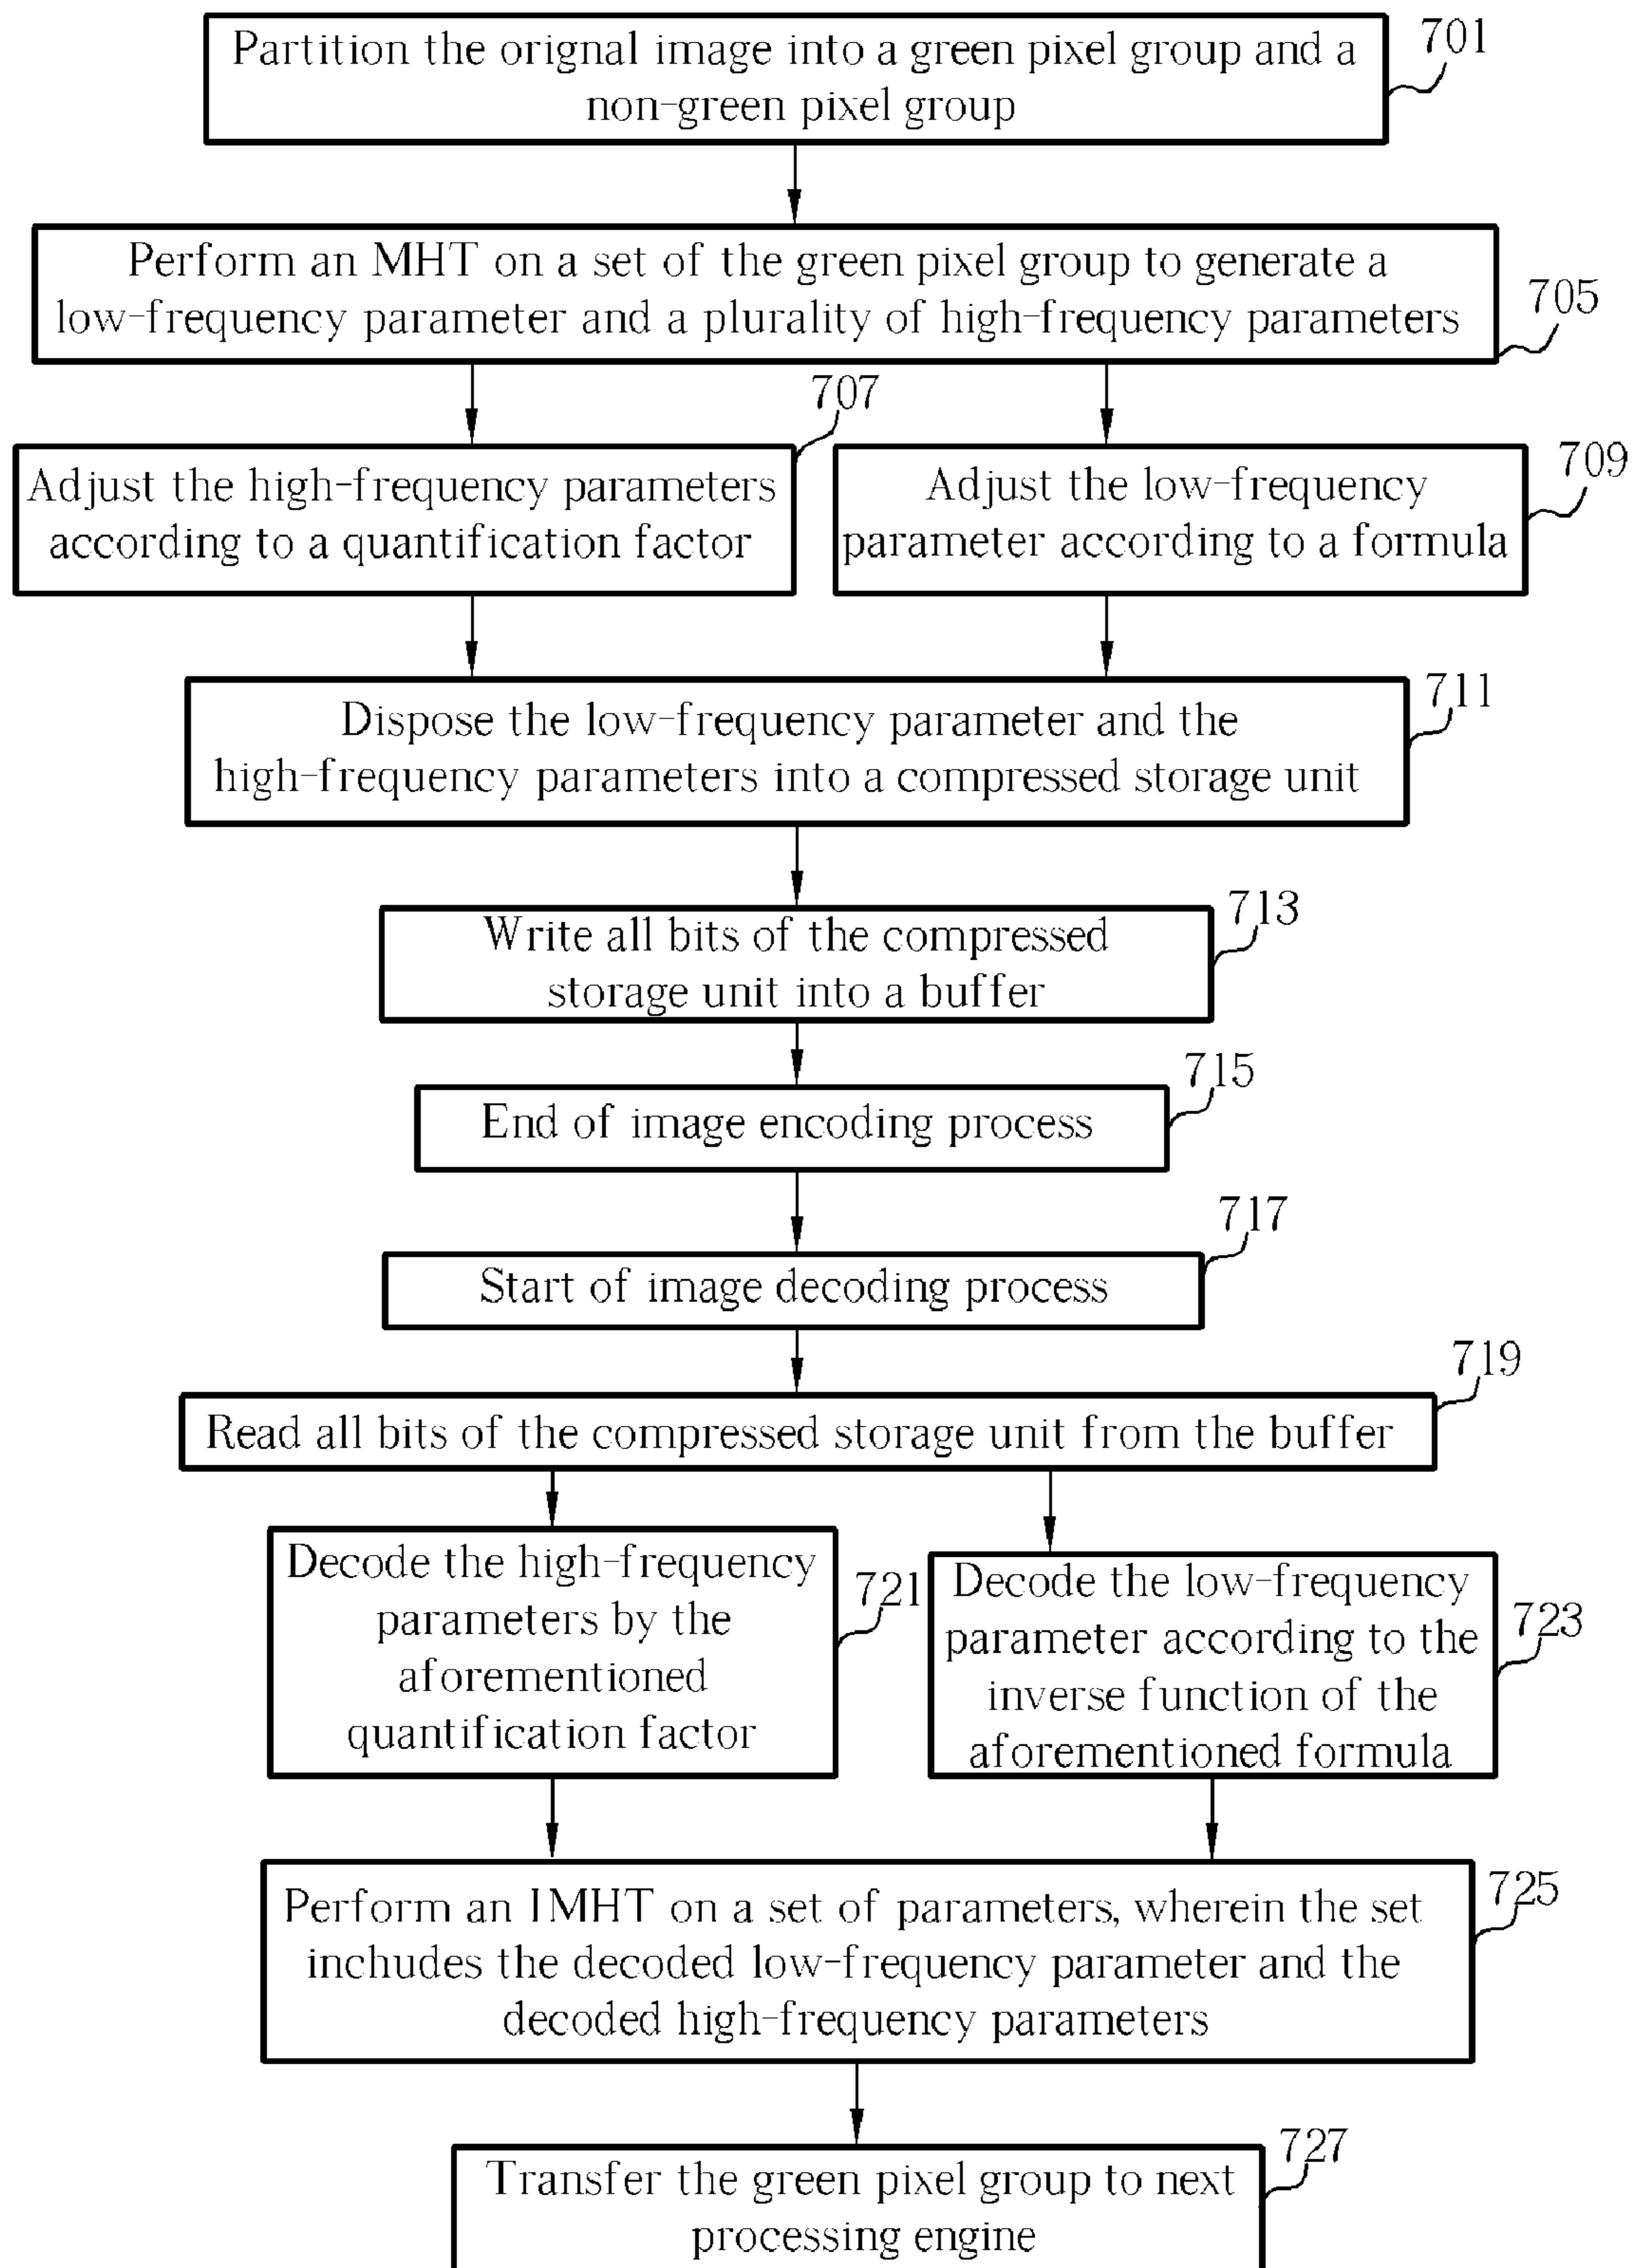 Partition the orignal image into a green pixel group and a
non-green pixel group
701
Perform an MHT on a set of the green pixel group to generate a
low-frequency parameter and a plurality of high-frequency parameters
705
707
Adjust the high-frequency parameters
according to a quantification factor
709
Adjust the low-frequency
parameter according to a formula
711
Dispose the low-frequency parameter and the
high-frequency parameters into a compressed storage unit
713
Write all bits of the compressed
storage unit into a buffer
715
End of image encoding process
717
Start of image decoding process
719
Read all bits of the compressed storage unit from the buffer
Decode the high-frequency
parameters by the
aforementioned
quantification factor
721
Decode the low-frequency
parameter according to the
inverse function of the
aforementioned formula
723
Perform an IMHT on a set of parameters, wherein the set
inchudes the decoded low-frequency parameter and the
decoded high-frequency parameters
725
727
Transfer the green pixel group to next
processing engine